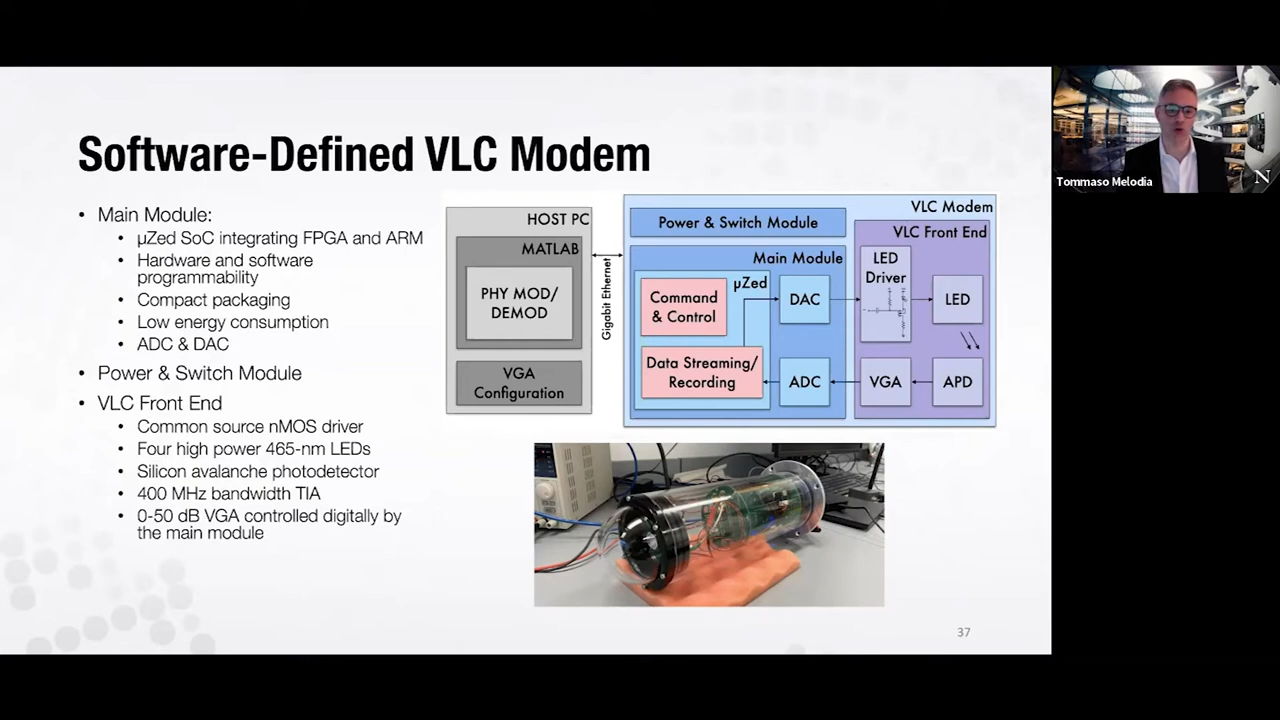 Software-Defined VLC Modem
• Main Module:
• µZed SoC integrating FPGA and ARM
• Hardware and software
programmability
• Compact packaging
• Low energy consumption
• ADC & DAC
• Power & Switch Module
• VLC Front End
• Common source nMOS driver
• Four high power 465-nm LEDs
• Silicon avalanche photodetector
• 400 MHz bandwidth TIA
• 0-50 dB VGA controlled digitally by
the main module
HOST PC
MATLAB
PHY MOD/
DEMOD
VGA
Configuration
Gigabit Ethernet
VLC Modem
Power & Switch Module
Main Module
µZed
Command
& Control
Data Streaming/
Recording
DAC
ADC
VLC Front End
LED
Driver
LED
VGA
APD
37
Tommaso Melodia
N